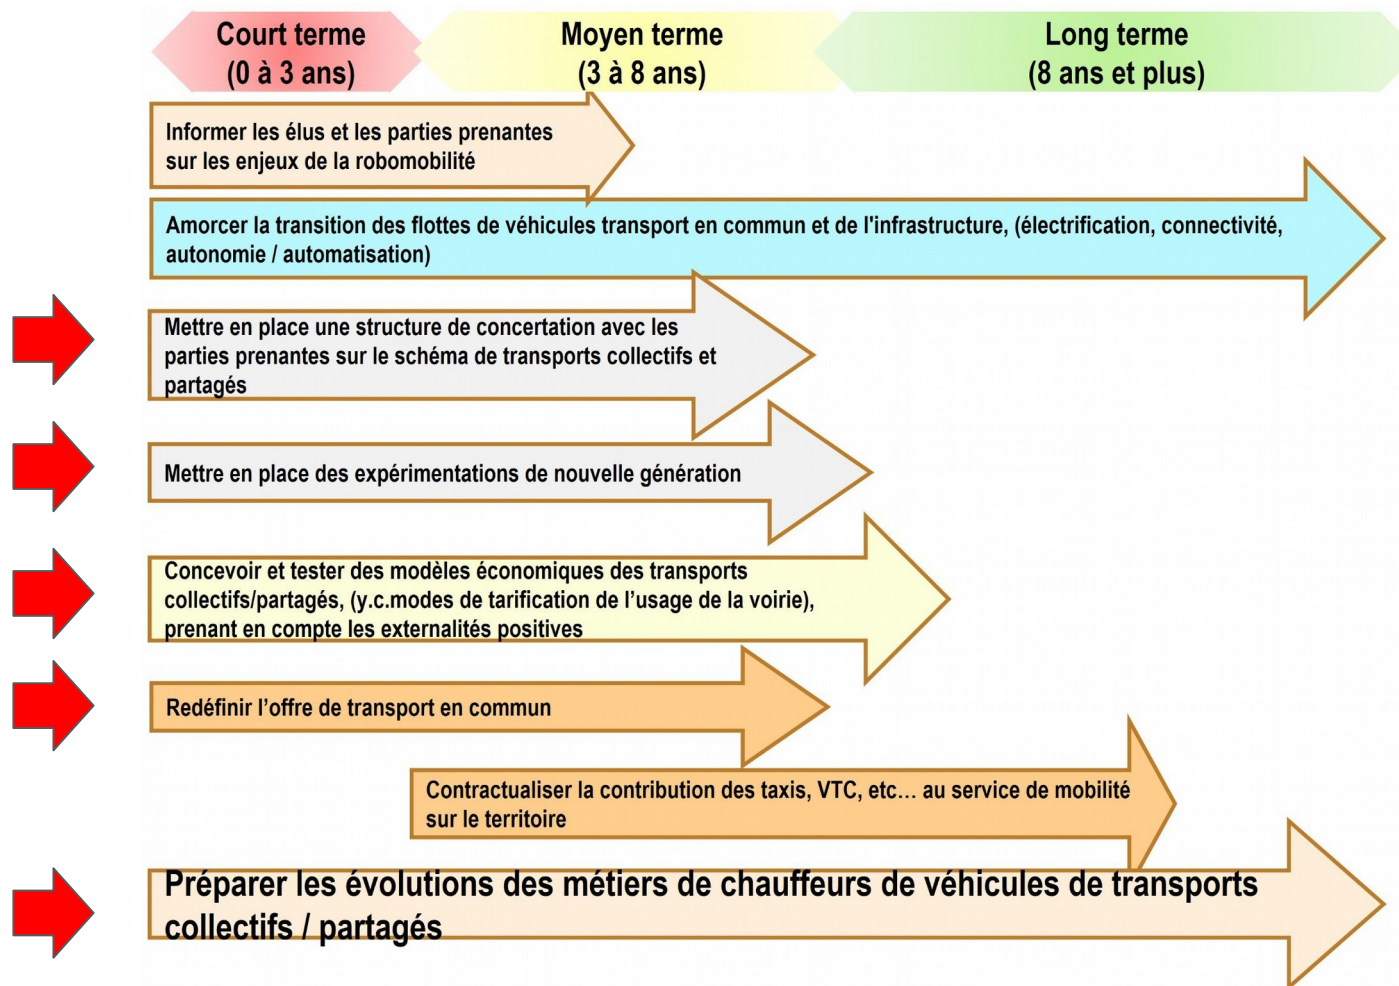 Court terme
(0 à 3 ans)
Moyen terme
(3 à 8 ans)
Long terme
(8 ans et plus)
Informer les élus et les parties prenantes
sur les enjeux de la robomobilité
Amorcer la transition des flottes de véhicules transport en commun et de l'infrastructure, (électrification, connectivité,
autonomie / automatisation)
Mettre en place une structure de concertation avec les
parties prenantes sur le schéma de transports collectifs et
partagés
Mettre en place des expérimentations de nouvelle génération
Concevoir et tester des modèles économiques des transports
collectifs/partagés, (y.c.modes de tarification de l’usage de la voirie),
prenant en compte les externalités positives
Redéfinir l’offre de transport en commun
Contractualiser la contribution des taxis, VTC, etc… au service de mobilité
sur le territoire
Préparer les évolutions des métiers de chauffeurs de véhicules de transports
collectifs / partagés